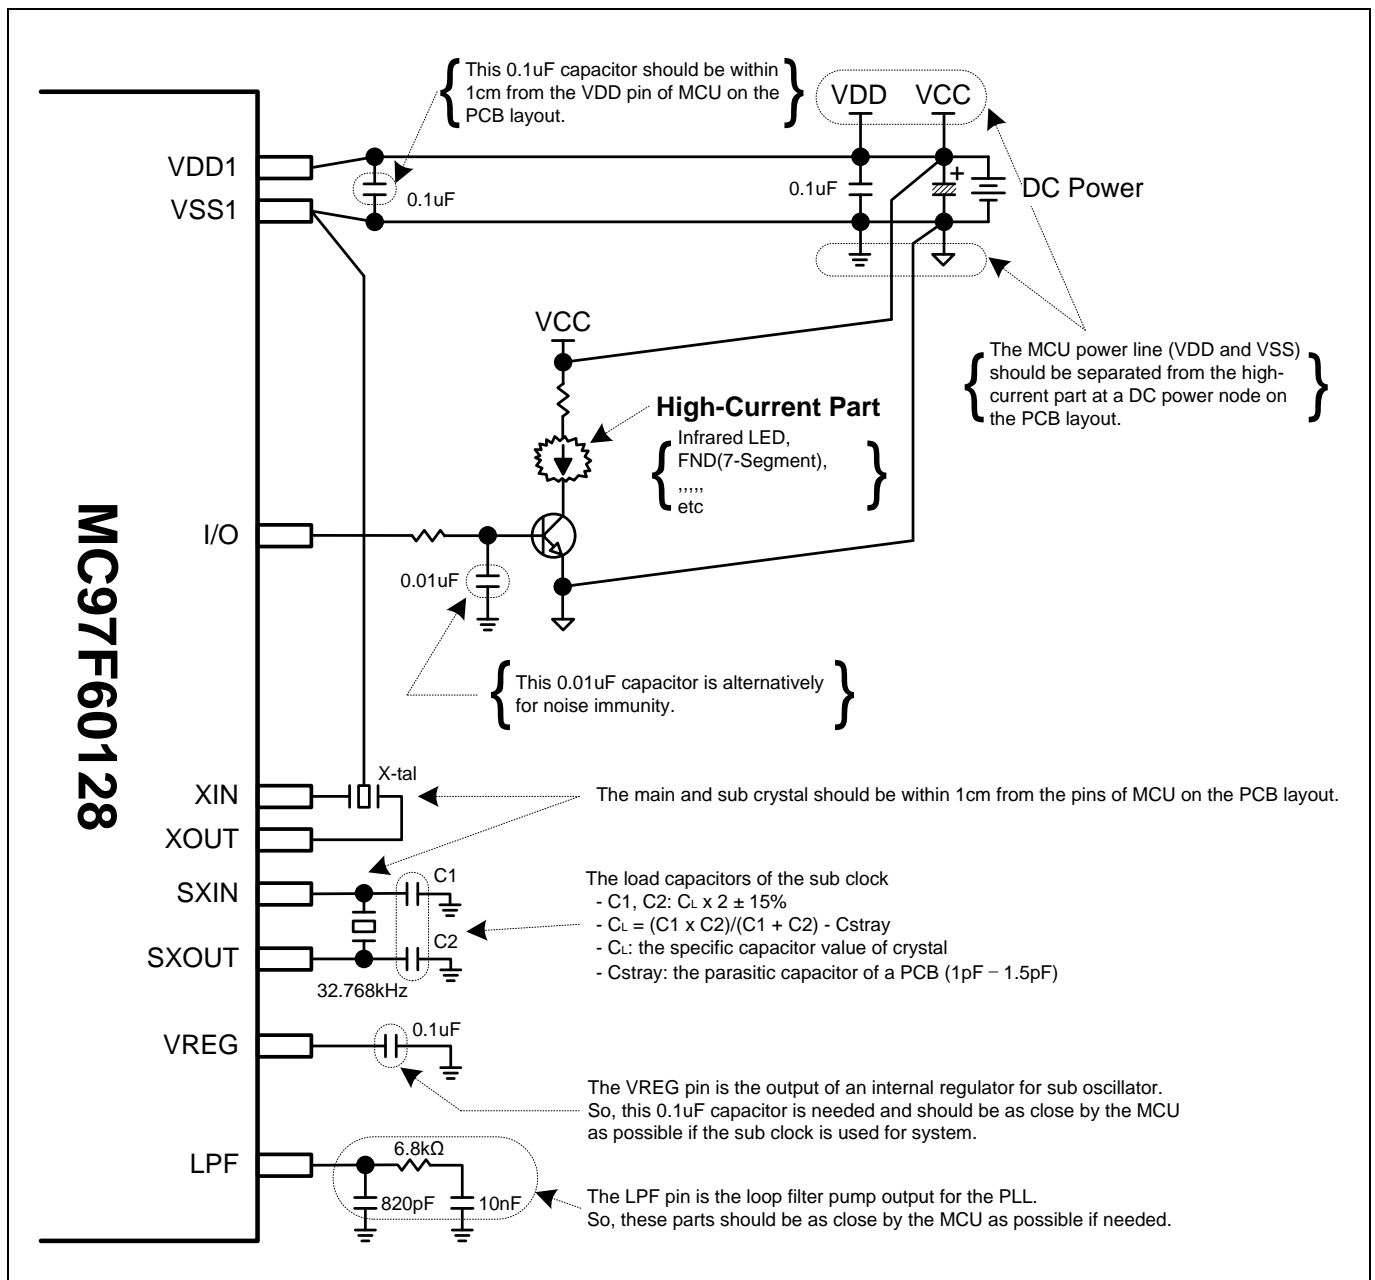 This 0.1uF capacitor should be within
1cm from the VDD pin of MCU on the
PCB layout.
VDD VCC
VDD1
0.1uF
0.1uF
+
DC Power
VSS1
VCC
The MCU power line (VDD and VSS)
should be separated from the high-
current part at a DC power node on
the PCB layout.
High-Current Part
Infrared LED,
FND(7-Segment),
,,,,,
etc
MC97F60128
I/O
0.01uF
This 0.01uF capacitor is alternatively
for noise immunity.
X-tal
XIN
The main and sub crystal should be within 1cm from the pins of MCU on the PCB layout.
XOUT
SXIN
C1
The load capacitors of the sub clock
- C1, C2: CL x 2 ± 15%
- CL = (C1 x C2)/(C1 + C2) - Cstray
- CL: the specific capacitor value of crystal
- Cstray: the parasitic capacitor of a PCB (1pF – 1.5pF)
C2
SXOUT
32.768kHz
VREG
0.1uF
The VREG pin is the output of an internal regulator for sub oscillator.
So, this 0.1uF capacitor is needed and should be as close by the MCU
as possible if the sub clock is used for system.
LPF
6.8kΩ
820pF
10nF
The LPF pin is the loop filter pump output for the PLL.
So, these parts should be as close by the MCU as possible if needed.